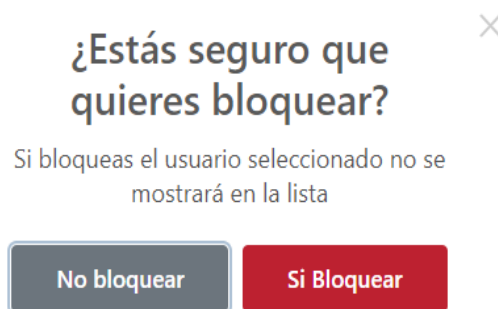 ¿Estás seguro que
quieres bloquear?
Si bloqueas el usuario seleccionado no se
mostrará en la lista
No bloquear
Si Bloquear